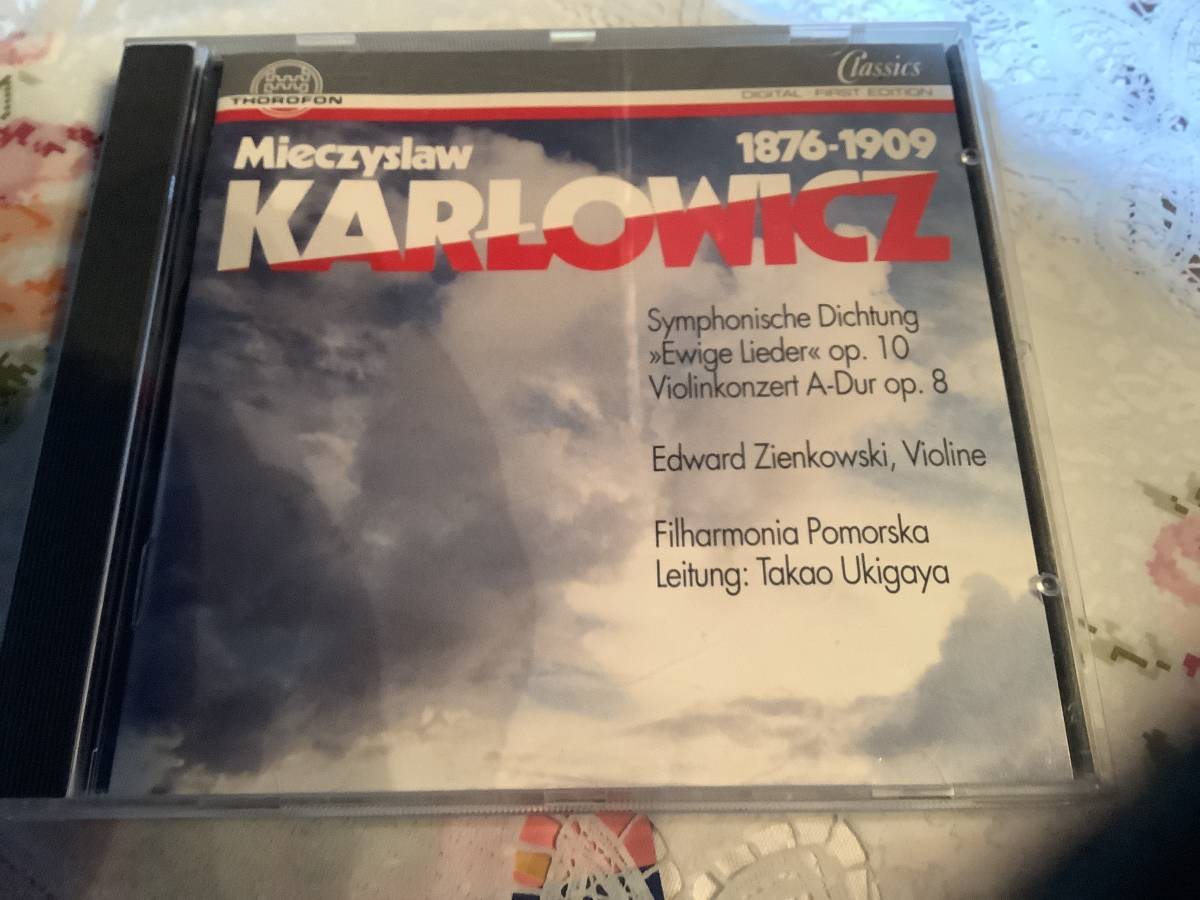 THOROFON
Classics
DIGITAL FIRST EDITION
Mieczyslaw
1876-1909
KARŁOWICZ
Symphonische Dichtung
»Ewige Lieder« op. 10
Violinkonzert A-Dur op. 8
Edward Zienkowski, Violine
Filharmonia Pomorska
Leitung: Takao Ukigaya